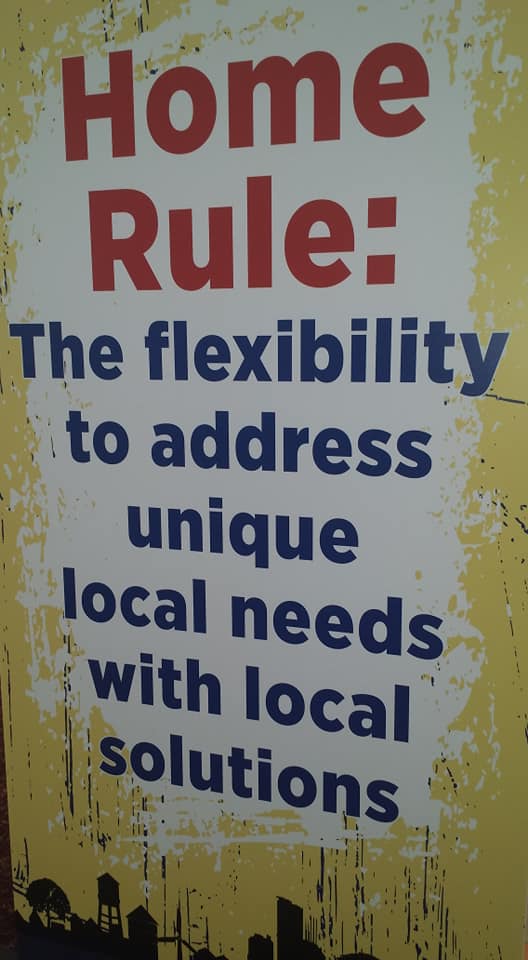 Home
Rule:
The flexibility
to address
unique
local needs
with local
solutions